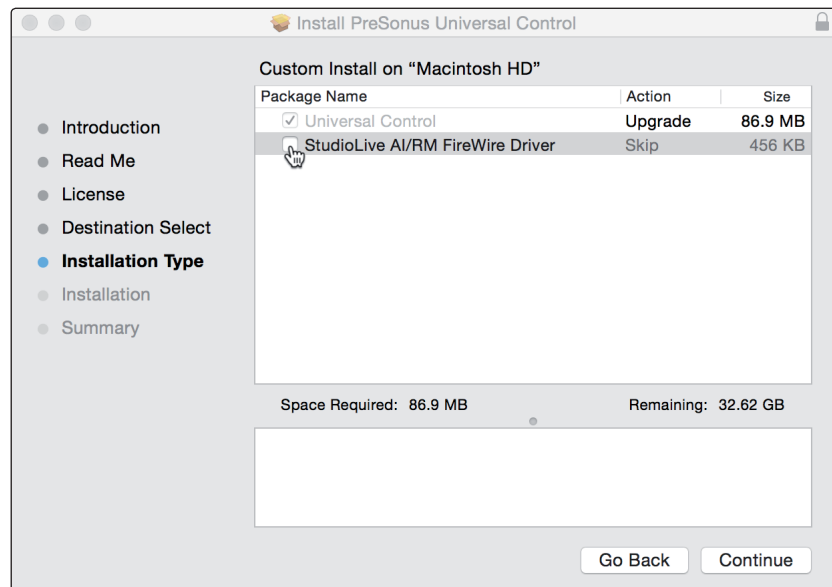 Install PreSonus Universal Control
Custom Install on “Macintosh HD”
Package Name Action Size
Universal Control Upgrade 86.9 MB
StudioLive AI/RM FireWire Driver Skip 456 KB
Introduction
Read Me
License
Destination Select
Installation Type
Installation
Summary
Space Required: 86.9 MB Remaining: 32.62 GB
Go Back Continue